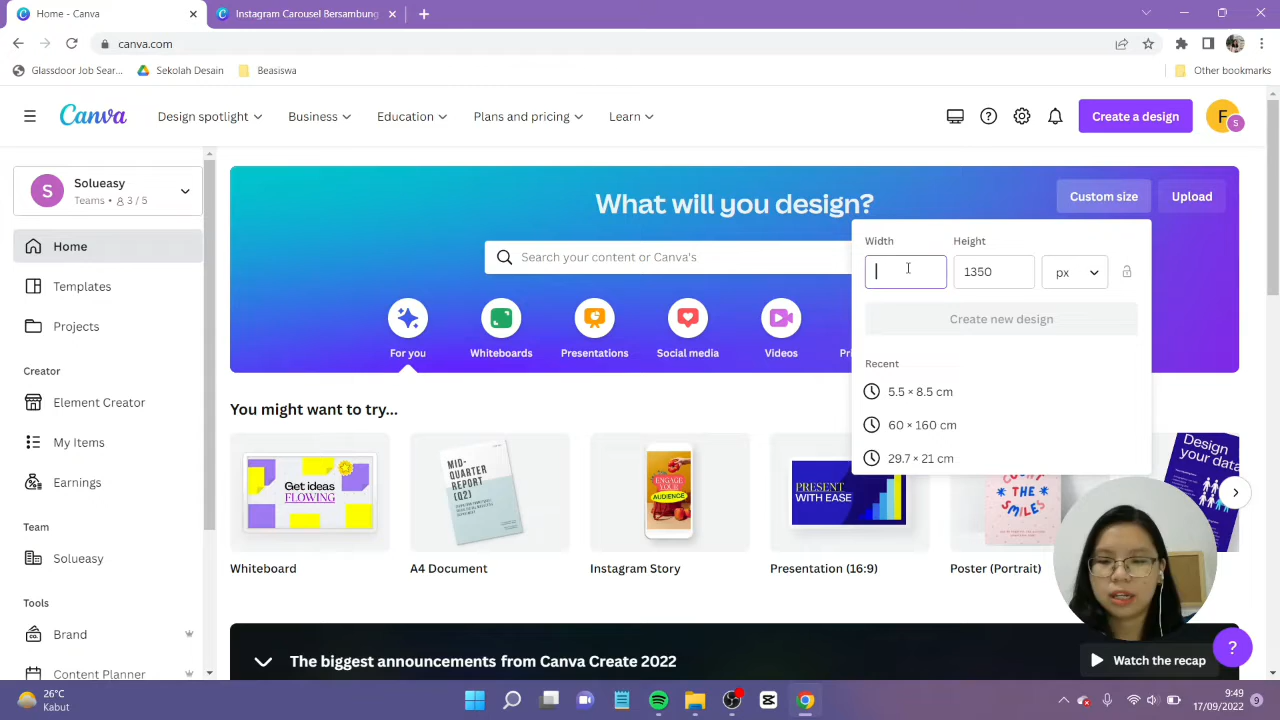 Home - Canva
Instagram Carousel Bersambung
canva.com
Glassdoor Job Sear...
Sekolah Desain
Beasiswa
Other bookmarks
Canva
Design spotlight
Business
Education
Plans and pricing
Learn
Create a design
F
S
S
Solueasy
Teams • 3 / 5
Home
Templates
Projects
Creator
Element Creator
My Items
Earnings
Team
Solueasy
Tools
Brand
Content Planner
What will you design?
Custom size
Upload
Search your content or Canva's
Width
Height
1350
px
Create new design
Recent
5.5 × 8.5 cm
60 × 160 cm
29.7 × 21 cm
For you
Whiteboards
Presentations
Social media
Videos
You might want to try...
Get ideas
FLOWING
MID-
QUARTER
REPORT
(Q2)
ENGAGE
YOUR
AUDIENCE
PRESENT
WITH EASE
COUNT
THE
SMILES
Design
your data
Whiteboard
A4 Document
Instagram Story
Presentation (16:9)
Poster (Portrait)
The biggest announcements from Canva Create 2022
Watch the recap
?
26°C
Kabut
9:49
17/09/2022